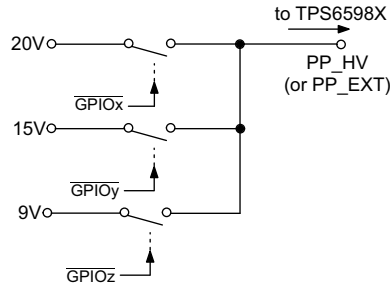 to TPS6598X
20V
PP_HV
(or PP_EXT)
GPIOx
15V
GPIOy
9V
GPIOz